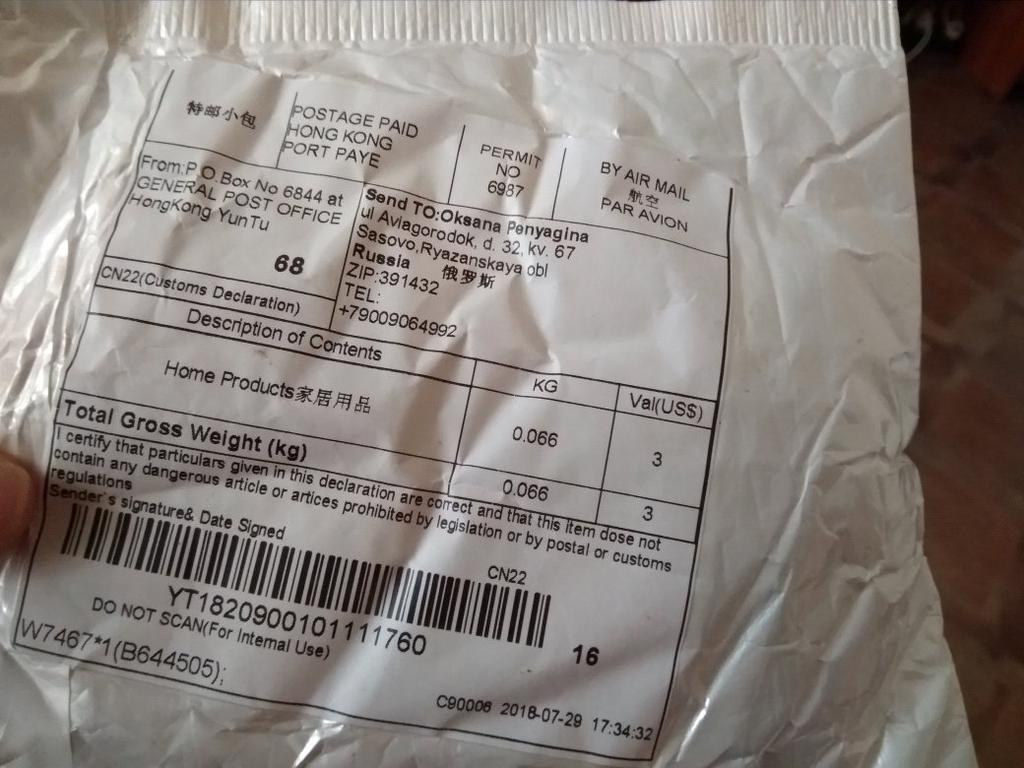 特邮小包
POSTAGE PAID
HONG KONG
PORT PAYE
PERMIT
NO
6987
BY AIR MAIL
航空
PAR AVION
From:P.O.Box No 6844 at
GENERAL POST OFFICE
HongKong YunTu
68
CN22(Customs Declaration)
Send TO:Oksana Penyagina
ul Aviagorodok, d. 32, kv. 67
Sasovo,Ryazanskaya obl
Russia 俄罗斯
ZIP:391432
TEL:
+79009064992
Description of Contents
KG
Val(US$)
Home Products家居用品
0.066
3
Total Gross Weight (kg)
0.066
3
I certify that particulars given in this declaration are correct and that this item dose not
contain any dangerous article or artices prohibited by legislation or by postal or customs
regulations
Sender`s signature& Date Signed
CN22
YT1820900101111760
DO NOT SCAN(For Internal Use)
16
W7467*1(B644505);
C90006 2018-07-29 17:34:32